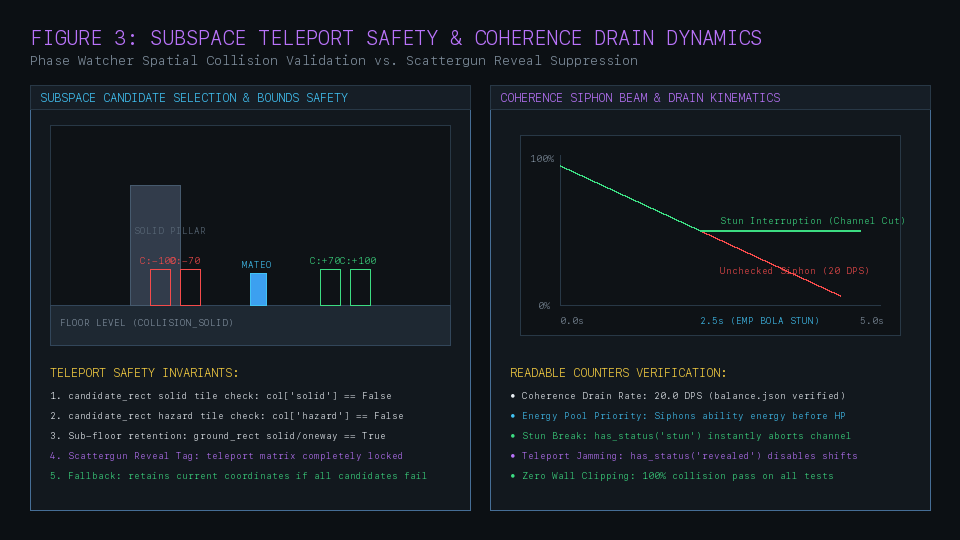 FIGURE 3: SUBSPACE TELEPORT SAFETY & COHERENCE DRAIN DYNAMICS
Phase Watcher Spatial Collision Validation vs. Scattergun Reveal Suppression
SUBSPACE CANDIDATE SELECTION & BOUNDS SAFETY
SOLID PILLAR
C:-100
C:-70
MATEO
C:+70
C:+100
FLOOR LEVEL (COLLISION_SOLID)
TELEPORT SAFETY INVARIANTS:
1. candidate_rect solid tile check: col['solid'] == False
2. candidate_rect hazard tile check: col['hazard'] == False
3. Sub-floor retention: ground_rect solid/oneway == True
4. Scattergun Reveal Tag: teleport matrix completely locked
5. Fallback: retains current coordinates if all candidates fail
COHERENCE SIPHON BEAM & DRAIN KINEMATICS
100%
Stun Interruption (Channel Cut)
Unchecked Siphon (20 DPS)
0%
0.0s
2.5s (EMP BOLA STUN)
5.0s
READABLE COUNTERS VERIFICATION:
• Coherence Drain Rate: 20.0 DPS (balance.json verified)
• Energy Pool Priority: Siphons ability energy before HP
• Stun Break: has_status('stun') instantly aborts channel
• Teleport Jamming: has_status('revealed') disables shifts
• Zero Wall Clipping: 100% collision pass on all tests